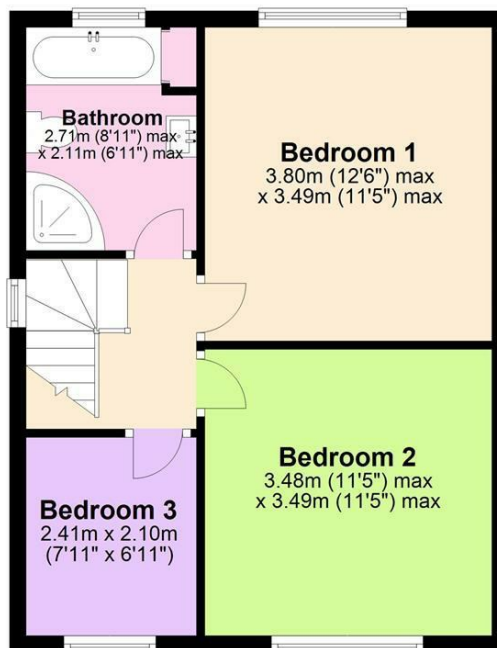 Bathroom
2.71m (8'11") max
x 2.11m (6'11") max
Bedroom 1
3.80m (12'6") max
x 3.49m (11'5") max
Bedroom 2
3.48m (11'5") max
x 3.49m (11'5") max
Bedroom 3
2.41m x 2.10m
(7'11" x 6'11")